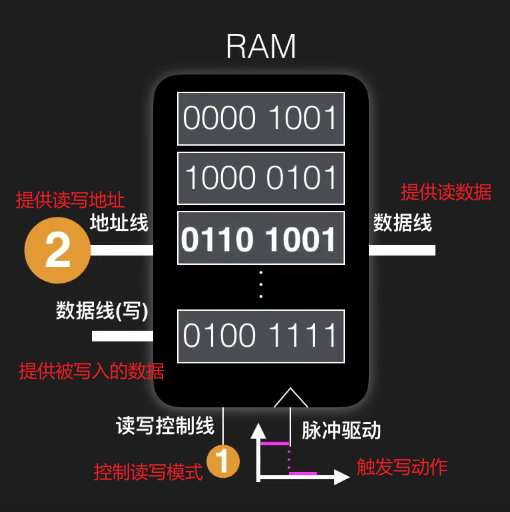 RAM
0000 1001
1000 0101
提供读写地址
提供读数据
地址线
数据线
2
0110 1001
数据线(写)
0100 1111
提供被写入的数据
读写控制线
脉冲驱动
1
控制读写模式
触发写动作